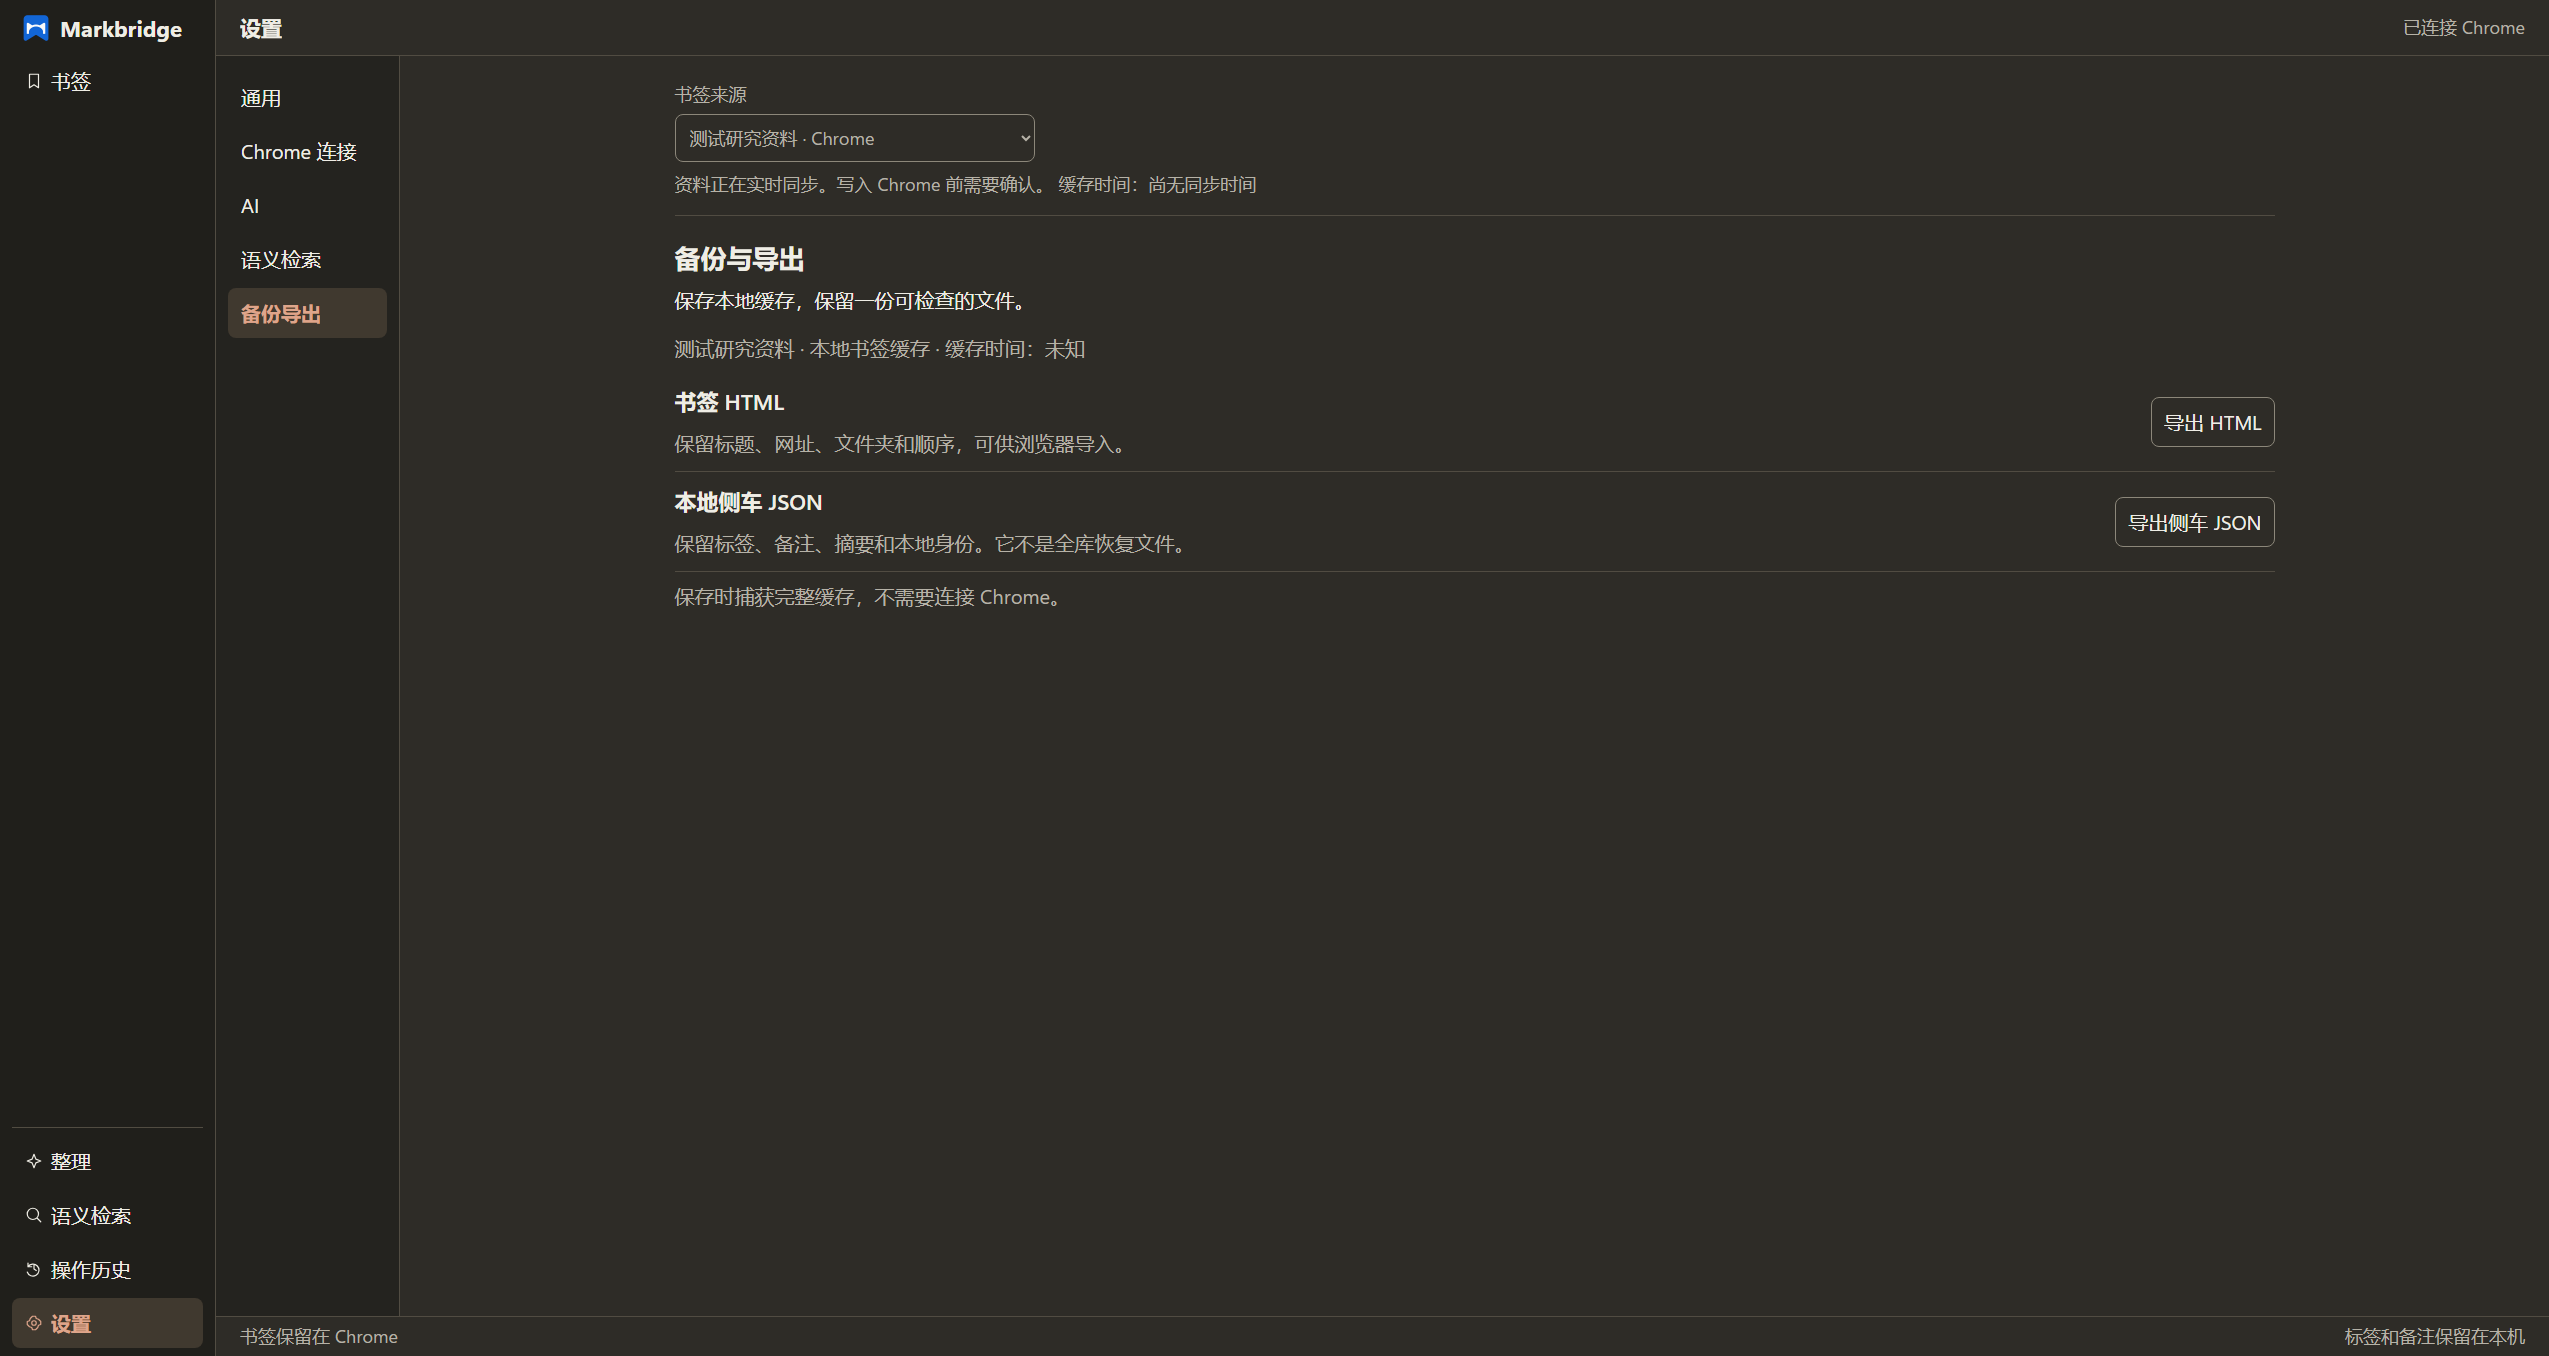 Markbridge
书签
整理
语义检索
操作历史
设置
设置
已连接 Chrome
通用
Chrome 连接
AI
语义检索
备份导出
书签来源
测试研究资料 · Chrome
资料正在实时同步。写入 Chrome 前需要确认。 缓存时间：尚无同步时间
备份与导出
保存本地缓存，保留一份可检查的文件。
测试研究资料 · 本地书签缓存 · 缓存时间：未知
书签 HTML
保留标题、网址、文件夹和顺序，可供浏览器导入。
导出 HTML
本地侧车 JSON
保留标签、备注、摘要和本地身份。它不是全库恢复文件。
导出侧车 JSON
保存时捕获完整缓存，不需要连接 Chrome。
书签保留在 Chrome
标签和备注保留在本机